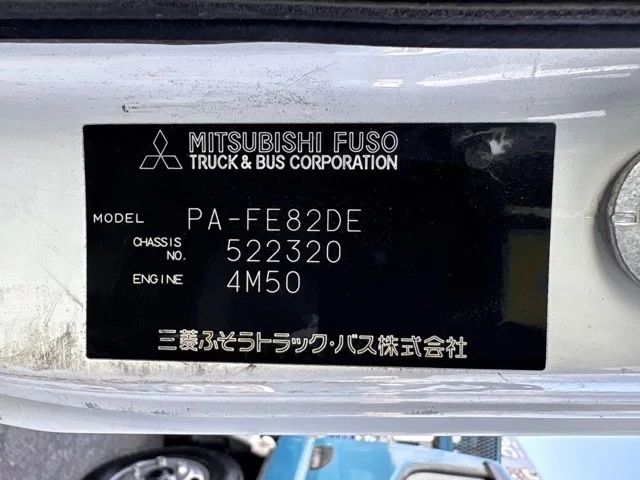 MITSUBISHI FUSO
TRUCK & BUS CORPORATION
MODEL PA-FE82DE
CHASSIS NO. 522320
ENGINE 4M50
三菱ふそうトラック・バス株式会社